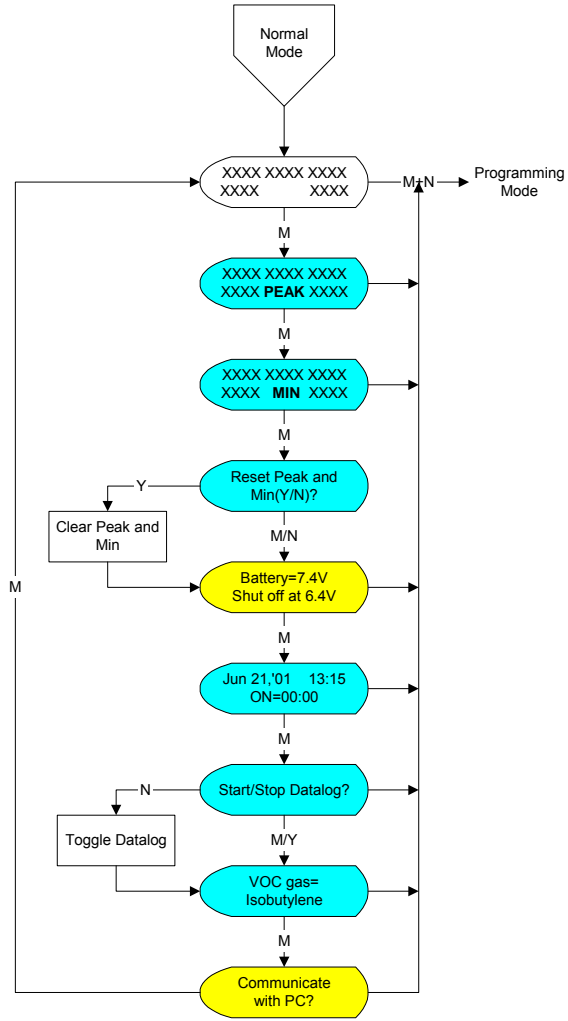 Normal
Mode
XXXX XXXX XXXX
XXXX XXXX
M+N
Programming
Mode
M
XXXX XXXX XXXX
XXXX PEAK XXXX
M
XXXX XXXX XXXX
XXXX MIN XXXX
M
Reset Peak and
Min(Y/N)?
Y
Clear Peak and
Min
M/N
Battery=7.4V
Shut off at 6.4V
M
M
Jun 21,'01 13:15
ON=00:00
M
Start/Stop Datalog?
N
Toggle Datalog
M/Y
VOC gas=
Isobutylene
M
Communicate
with PC?